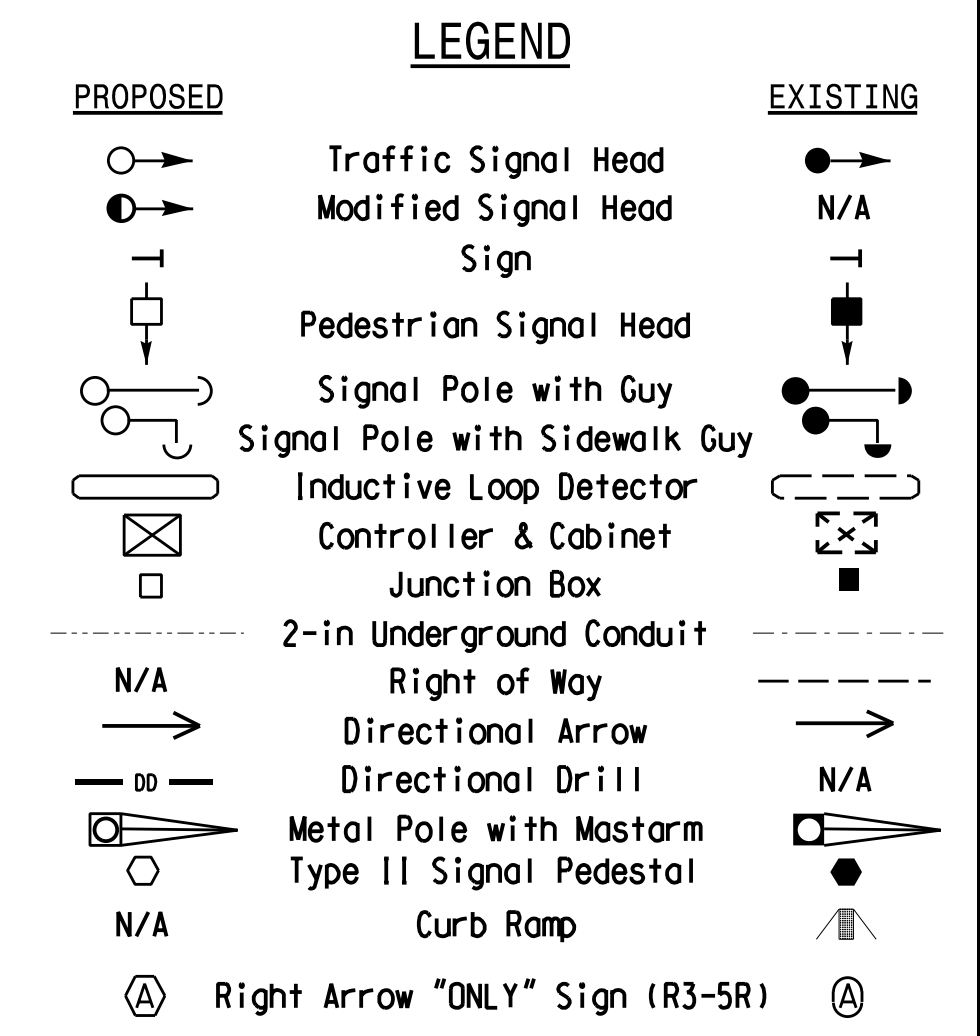 LEGEND
PROPOSED EXISTING
Traffic Signal Head
Modified Signal Head N/A
Sign
Pedestrian Signal Head
Signal Pole with Guy
Signal Pole with Sidewalk Guy
Inductive Loop Detector
Controller & Cabinet
Junction Box
2-in Underground Conduit
N/A Right of Way
Directional Arrow
DD Directional Drill N/A
Metal Pole with Mastarm
Type II Signal Pedestal
N/A Curb Ramp
A Right Arrow "ONLY" Sign (R3-5R) A